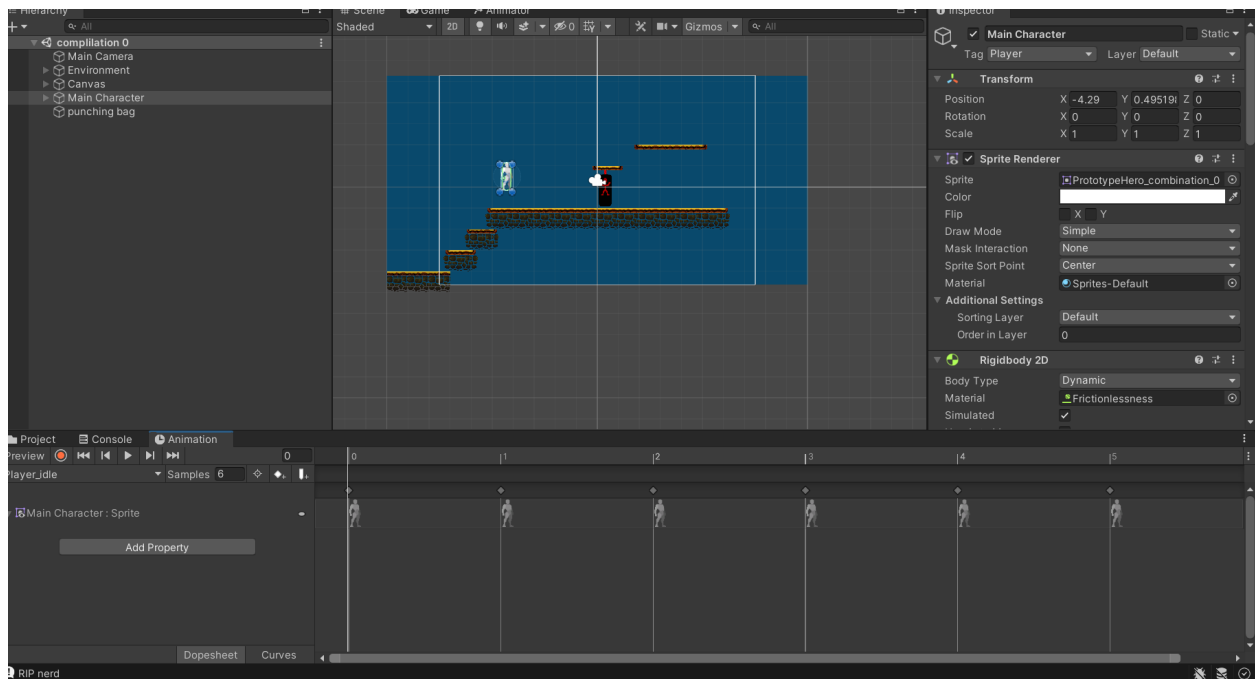 Hierarchy
Scene Game Animator
Inspector
All
Shaded 2D 0 Gizmos All
complilation 0
Main Camera
Environment
Canvas
Main Character
punching bag
Main Character Static
Tag Player Layer Default
Transform
Position X -4.29 Y 0.49519 Z 0
Rotation X 0 Y 0 Z 0
Scale X 1 Y 1 Z 1
Sprite Renderer
Sprite PrototypeHero_combination_0
Color
Flip X Y
Draw Mode Simple
Mask Interaction None
Sprite Sort Point Center
Material Sprites-Default
Additional Settings
Sorting Layer Default
Order in Layer 0
Rigidbody 2D
Body Type Dynamic
Material Frictionlessness
Simulated
Project Console Animation
Preview 0 0 1 2 3 4 5
Player_idle Samples 6
Main Character : Sprite
Add Property
Dopesheet Curves
RIP nerd